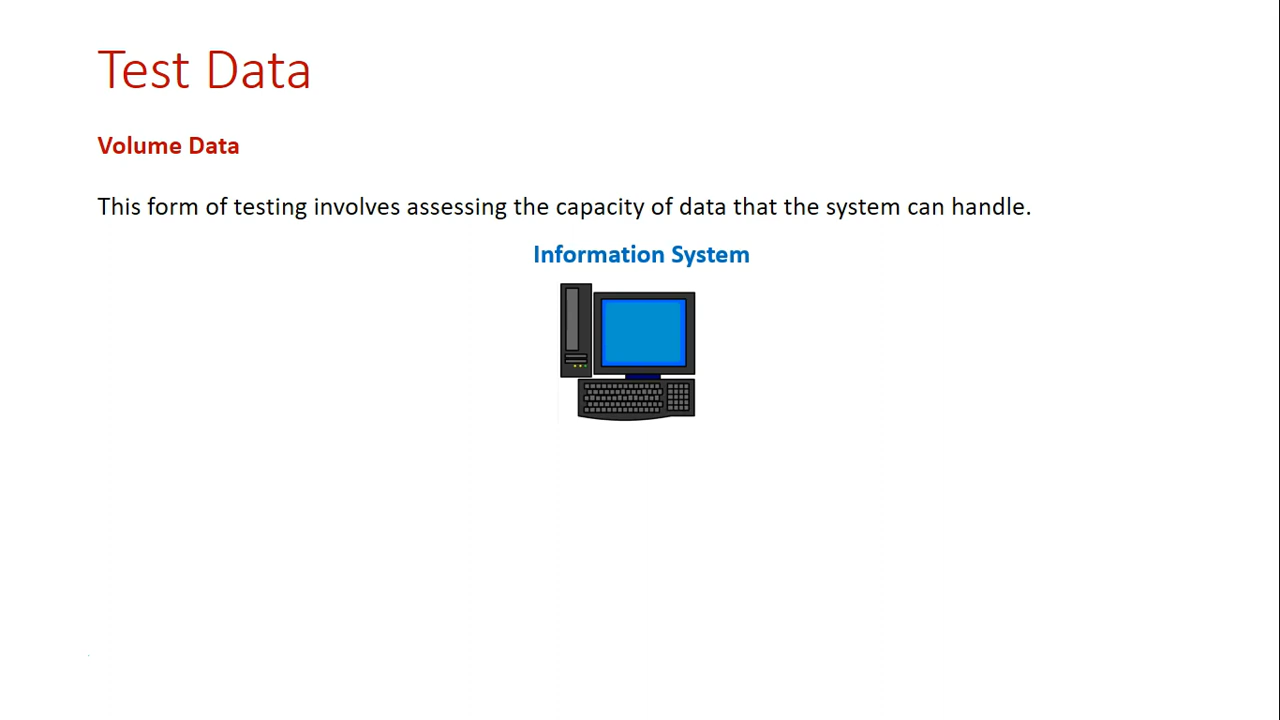 Test Data
Volume Data
This form of testing involves assessing the capacity of data that the system can handle.
Information System